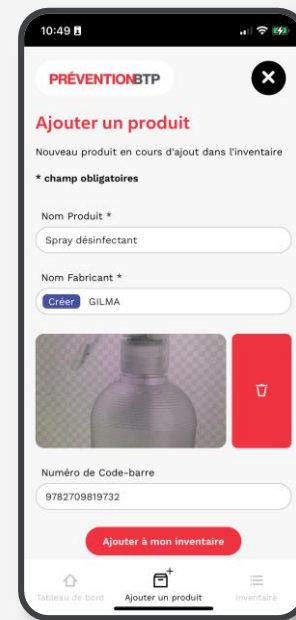 10:49
PRÉVENTIONBTP
Ajouter un produit
Nouveau produit en cours d'ajout dans l'inventaire
* champ obligatoires
Nom Produit *
Spray désinfectant
Nom Fabricant *
Créer GILMA
Numéro de Code-barre
9782709819732
Ajouter à mon inventaire
Tableau de bord Ajouter un produit Inventaire